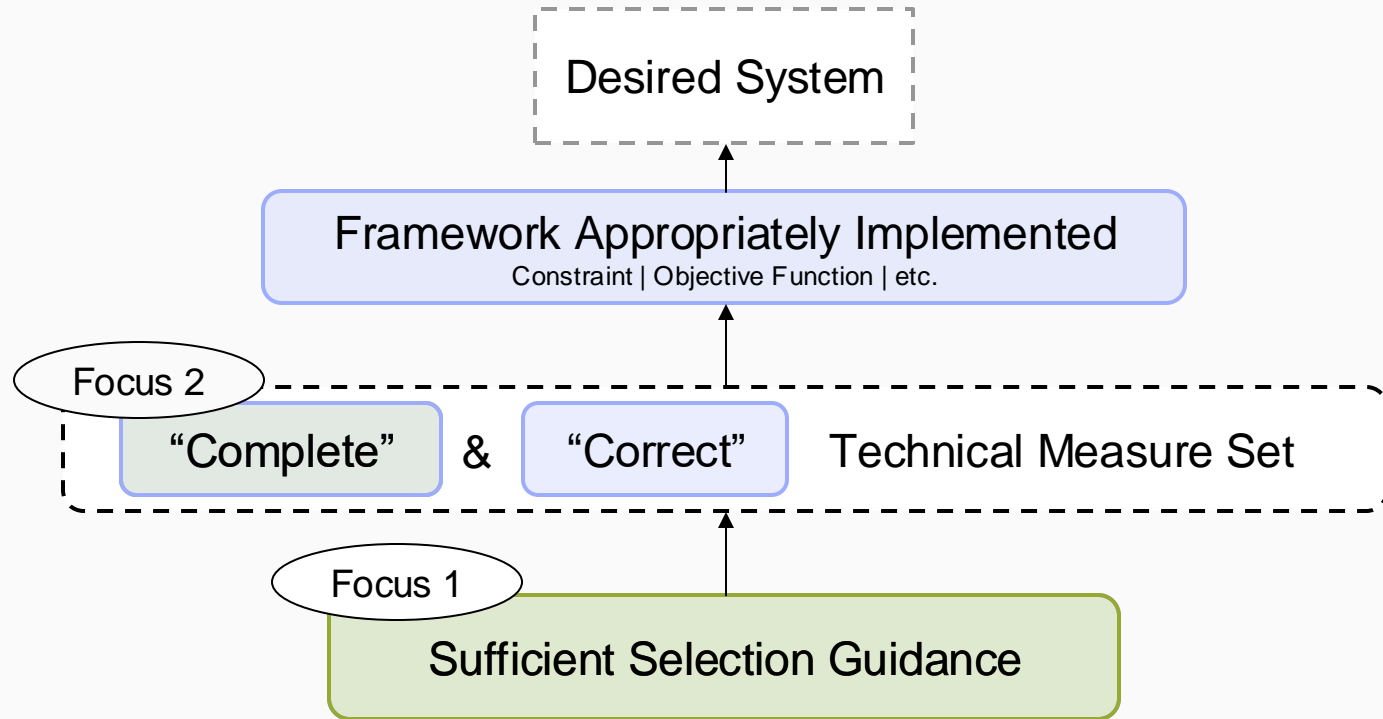 Desired System
Framework Appropriately Implemented
Constraint | Objective Function | etc.
Focus 2
“Complete” & “Correct” Technical Measure Set
Focus 1
Sufficient Selection Guidance